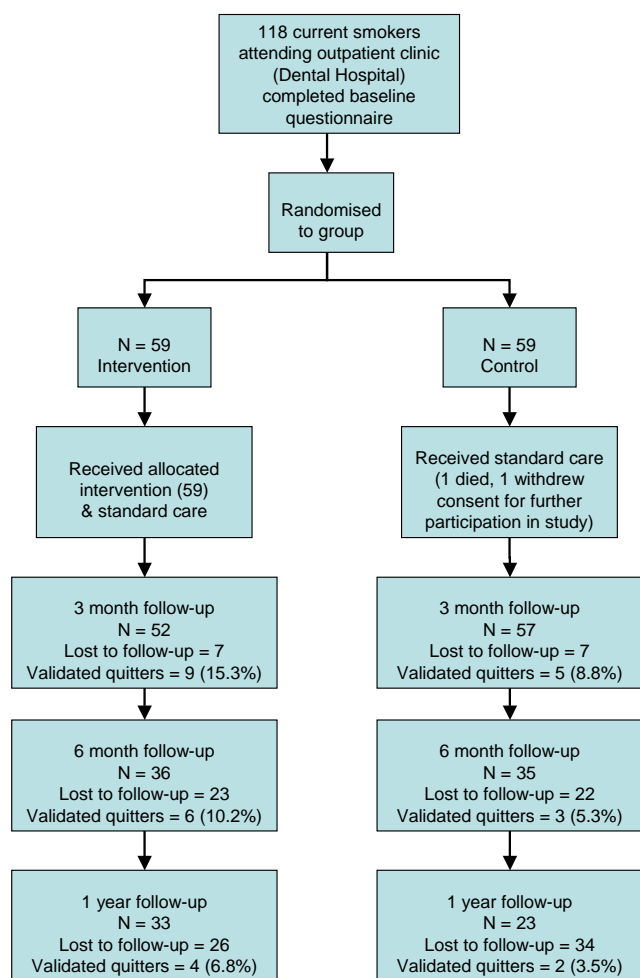 118 current smokers
attending outpatient clinic
(Dental Hospital)
completed baseline
questionnaire
Randomised
to group
N = 59
Intervention
N = 59
Control
Received allocated
intervention (59)
& standard care
Received standard care
(1 died, 1 withdrew
consent for further
participation in study)
3 month follow-up
N = 52
Lost to follow-up = 7
Validated quitters = 9 (15.3%)
3 month follow-up
N = 57
Lost to follow-up = 7
Validated quitters = 5 (8.8%)
6 month follow-up
N = 36
Lost to follow-up = 23
Validated quitters = 6 (10.2%)
6 month follow-up
N = 35
Lost to follow-up = 22
Validated quitters = 3 (5.3%)
1 year follow-up
N = 33
Lost to follow-up = 26
Validated quitters = 4 (6.8%)
1 year follow-up
N = 23
Lost to follow-up = 34
Validated quitters = 2 (3.5%)